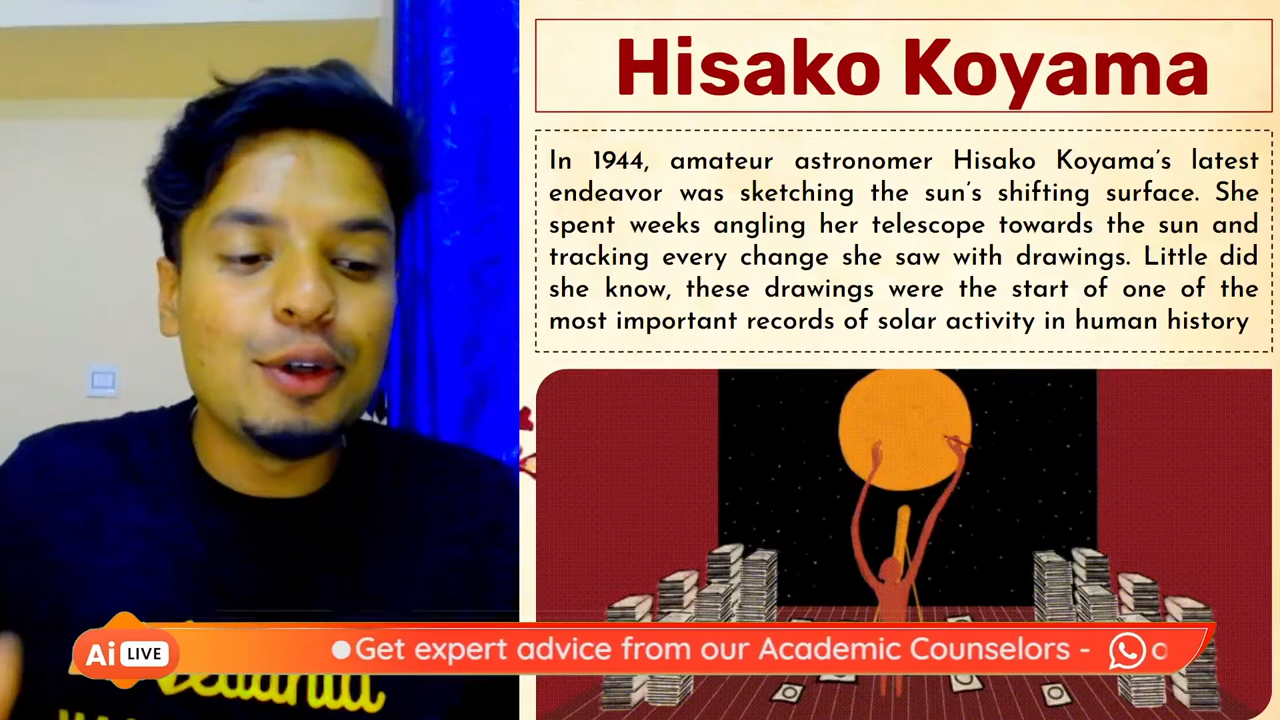 Hisako Koyama
In 1944, amateur astronomer Hisako Koyama's latest
endeavor was sketching the sun's shifting surface. She
spent weeks angling her telescope towards the sun and
tracking every change she saw with drawings. Little did
she know, these drawings were the start of one of the
most important records of solar activity in human history
Ai LIVE
Get expert advice from our Academic Counselors -